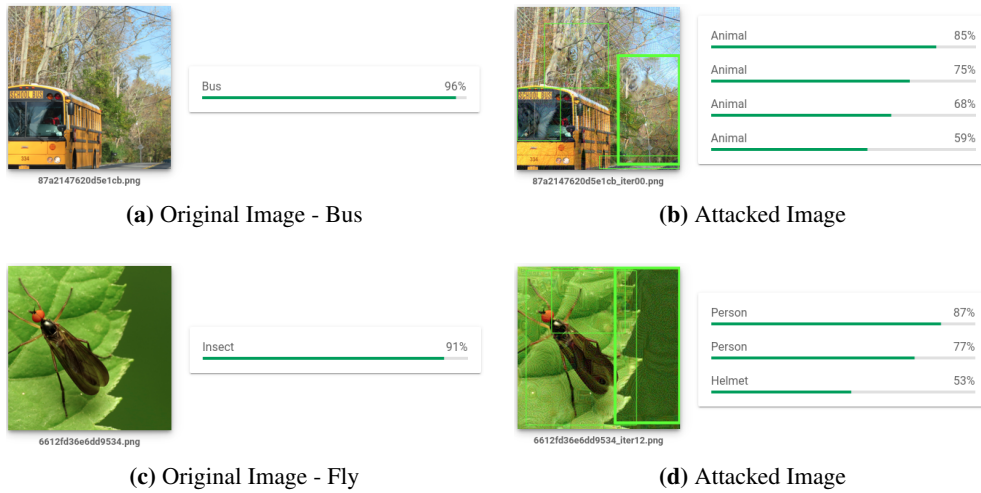 SCHOOL BUS
334
87a2147620d5e1cb.png
Bus 96%
(a) Original Image - Bus
SCHOOL BUS
334
87a2147620d5e1cb_iter00.png
Animal 85%
Animal 75%
Animal 68%
Animal 59%
(b) Attacked Image
6612fd36e6dd9534.png
Insect 91%
(c) Original Image - Fly
6612fd36e6dd9534_iter12.png
Person 87%
Person 77%
Helmet 53%
(d) Attacked Image